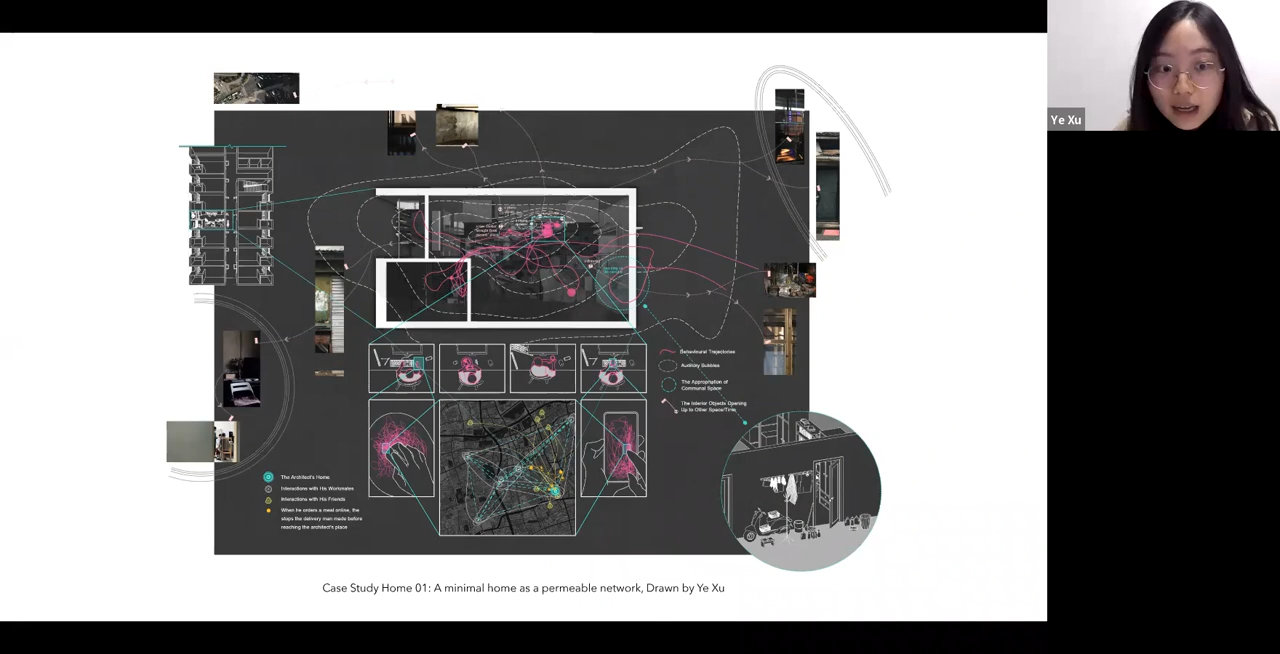 Ye Xu
Behavioural Trajectories
Auditory Bubbles
The Appropriation of
Communal Space
The Interior Objects Opening
Up to Other Space/Time
The Architect's Home
Interactions with His Workmates
Interactions with His Friends
When he orders a meal online, the
stops the delivery man made before
reaching the architect's place
Case Study Home 01: A minimal home as a permeable network, Drawn by Ye Xu